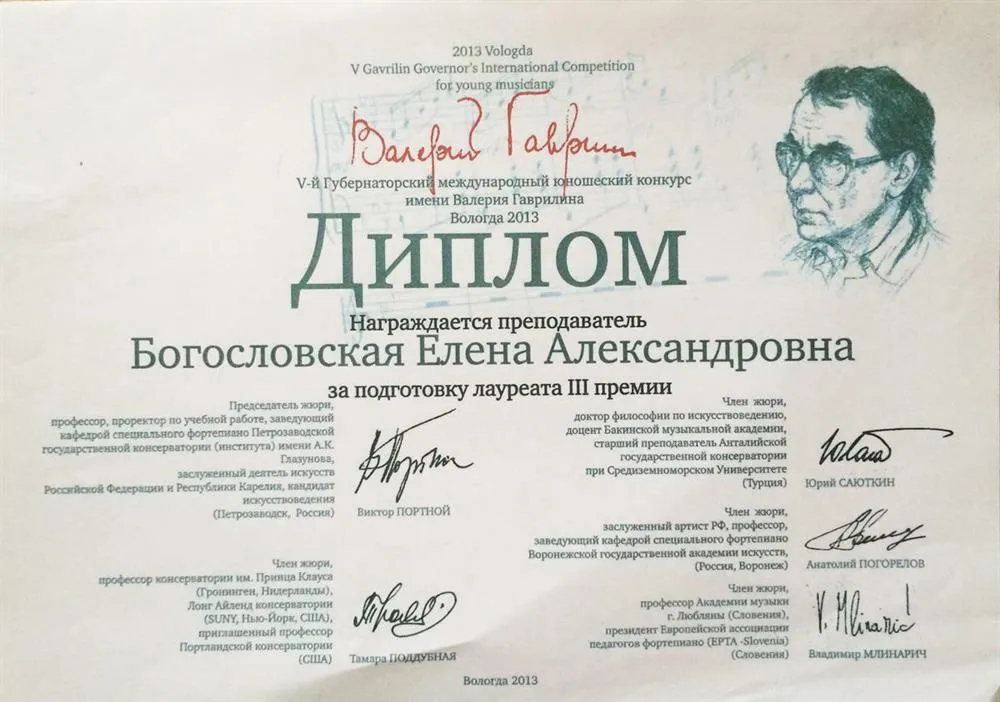 2013 Vologda
V Gavrilin Governor's International Competition
for young musicians
Валерий Гаврилин
V-й Губернаторский международный юношеский конкурс
имени Валерия Гаврилина
Вологда 2013
Диплом
Награждается преподаватель
Богословская Елена Александровна
за подготовку лауреата III премии
Председатель жюри,
профессор, проректор по учебной работе, заведующий
кафедрой специального фортепиано Петрозаводской
государственной консерватории (института) имени А.К.
Глазунова,
заслуженный деятель искусств
Российской Федерации и Республики Карелия, кандидат
искусствоведения
(Петрозаводск, Россия)
Виктор ПОРТНОЙ
Член жюри,
доктор философии по искусствоведению,
доцент Бакинской музыкальной академии,
старший преподаватель Анталийской
государственной консерватории
при Средиземноморском Университете
(Турция)
Юрий САЮТКИН
Член жюри,
заслуженный артист РФ, профессор,
заведующий кафедрой специального фортепиано
Воронежской государственной академии искусств,
(Россия, Воронеж)
Анатолий ПОГОРЕЛОВ
Член жюри,
профессор консерватории им. Принца Клауса
(Гронинген, Нидерланды),
Лонг Айленд консерватории
(SUNY, Нью-Йорк, США),
приглашенный профессор
Портландской консерватории
(США)
Тамара ПОДДУБНАЯ
Член жюри,
профессор Академии музыки
г. Любляны (Словения),
президент Европейской ассоциации
педагогов фортепиано (EPTA -Slovenia)
(Словения)
V. Mlinarič
Владимир МЛИНАРИЧ
Вологда 2013